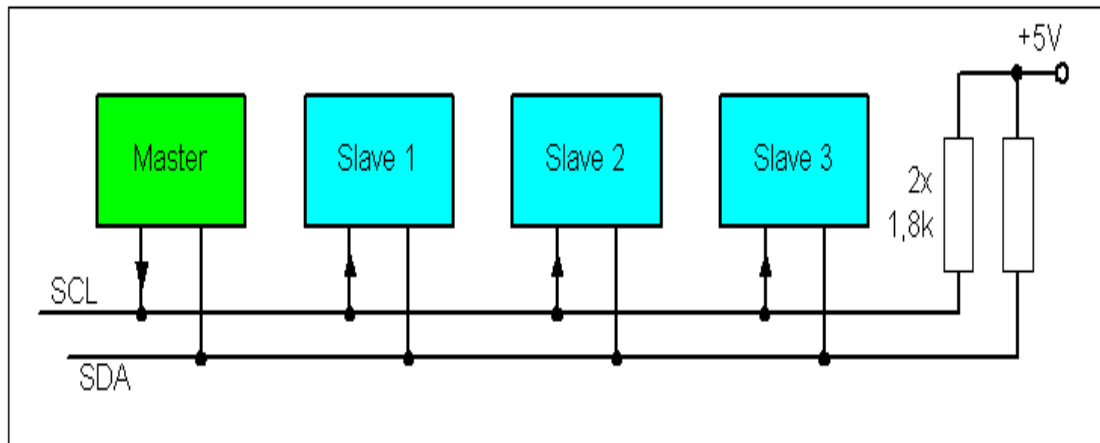 +5V
Master
Slave 1
Slave 2
Slave 3
2x
1,8k
SCL
SDA